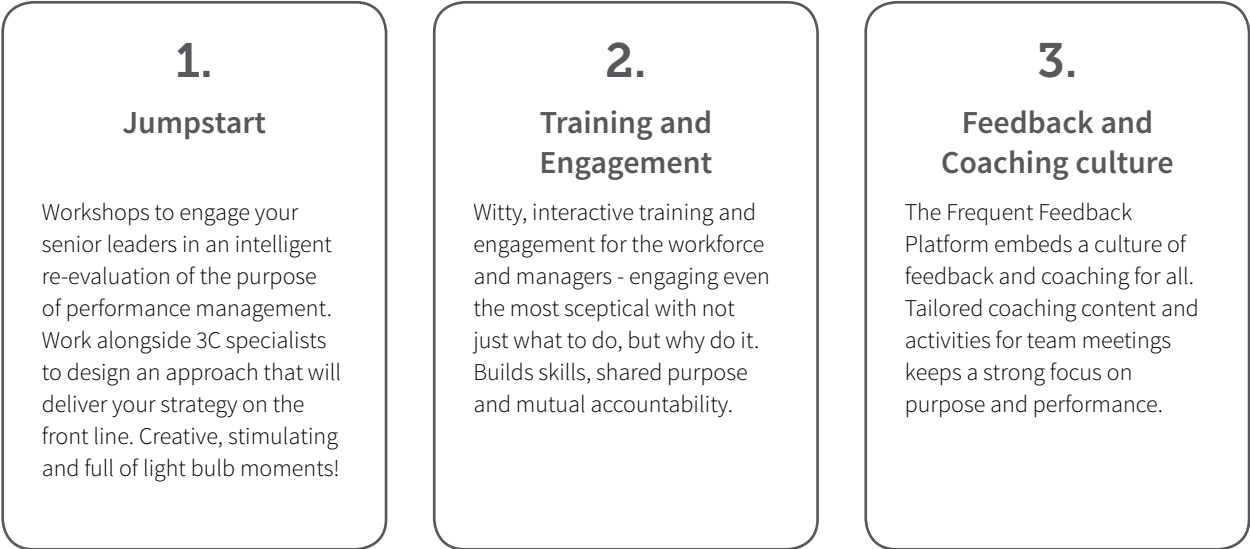 1.
Jumpstart
Workshops to engage your
senior leaders in an intelligent
re-evaluation of the purpose
of performance management.
Work alongside 3C specialists
to design an approach that will
deliver your strategy on the
front line. Creative, stimulating
and full of light bulb moments!
2.
Training and
Engagement
Witty, interactive training and
engagement for the workforce
and managers - engaging even
the most sceptical with not
just what to do, but why do it.
Builds skills, shared purpose
and mutual accountability.
3.
Feedback and
Coaching culture
The Frequent Feedback
Platform embeds a culture of
feedback and coaching for all.
Tailored coaching content and
activities for team meetings
keeps a strong focus on
purpose and performance.